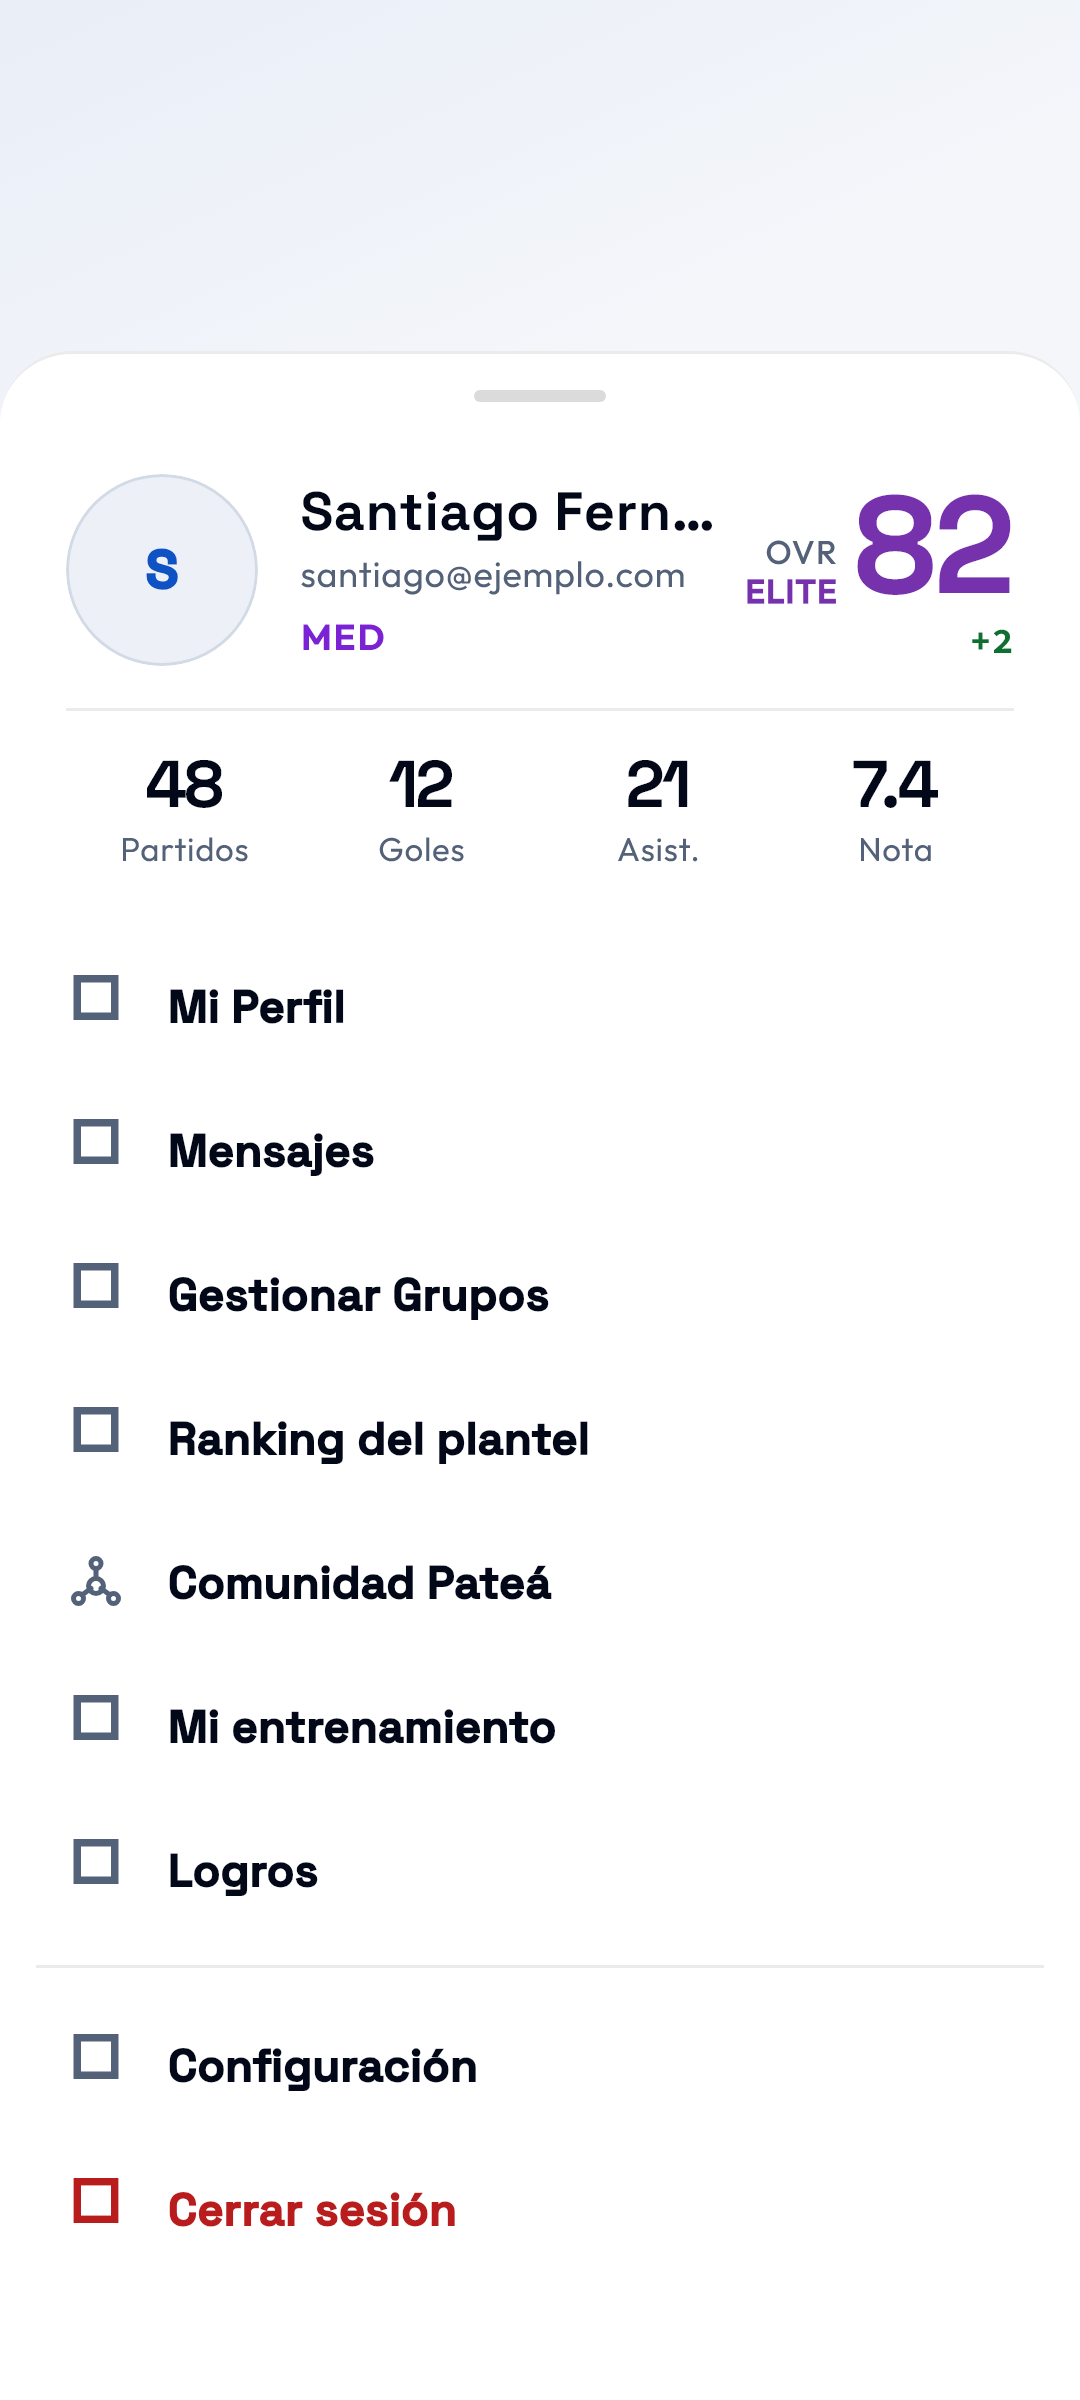 S
Santiago Fern...
santiago@ejemplo.com
MED
OVR
ELITE
82
+2
48
Partidos
12
Goles
21
Asist.
7.4
Nota
Mi Perfil
Mensajes
Gestionar Grupos
Ranking del plantel
Comunidad Pateá
Mi entrenamiento
Logros
Configuración
Cerrar sesión